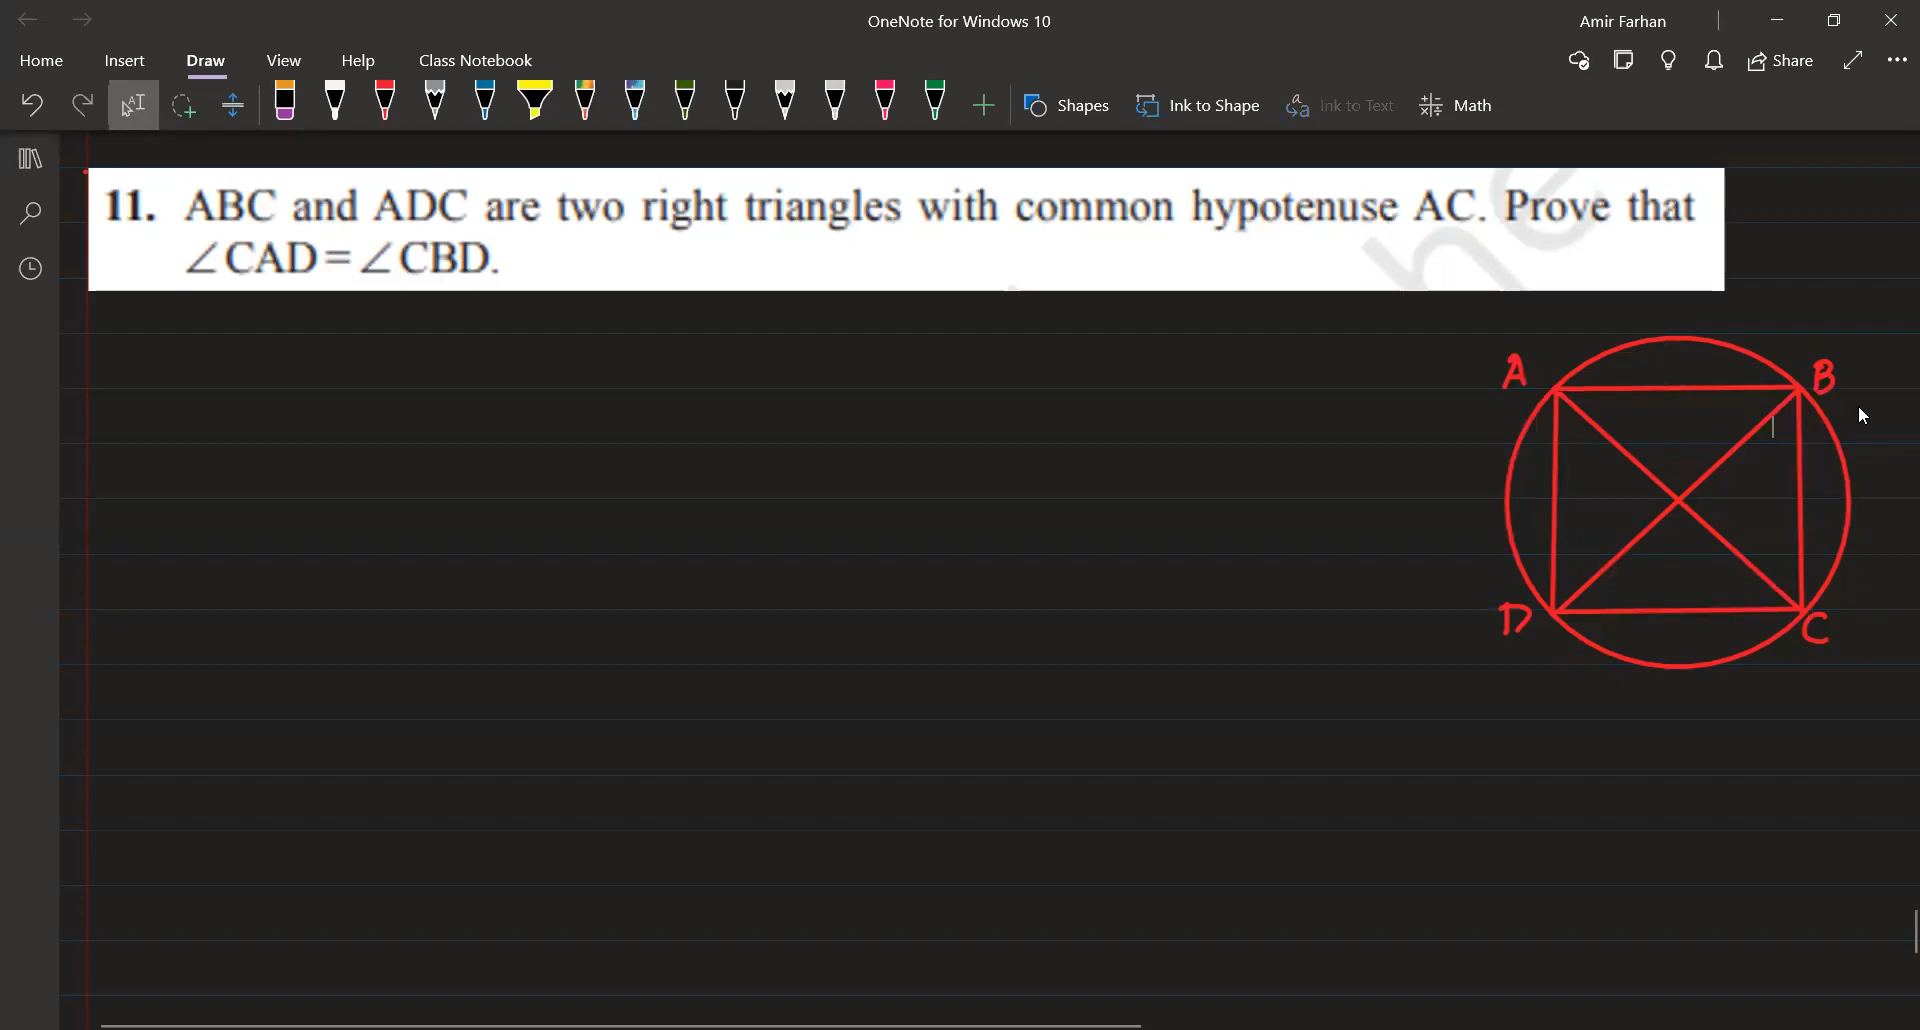 OneNote for Windows 10
Amir Farhan
Home Insert Draw View Help Class Notebook
Share
Shapes Ink to Shape Ink to Text Math
11. ABC and ADC are two right triangles with common hypotenuse AC. Prove that
∠CAD = ∠CBD.
he
A B
D C